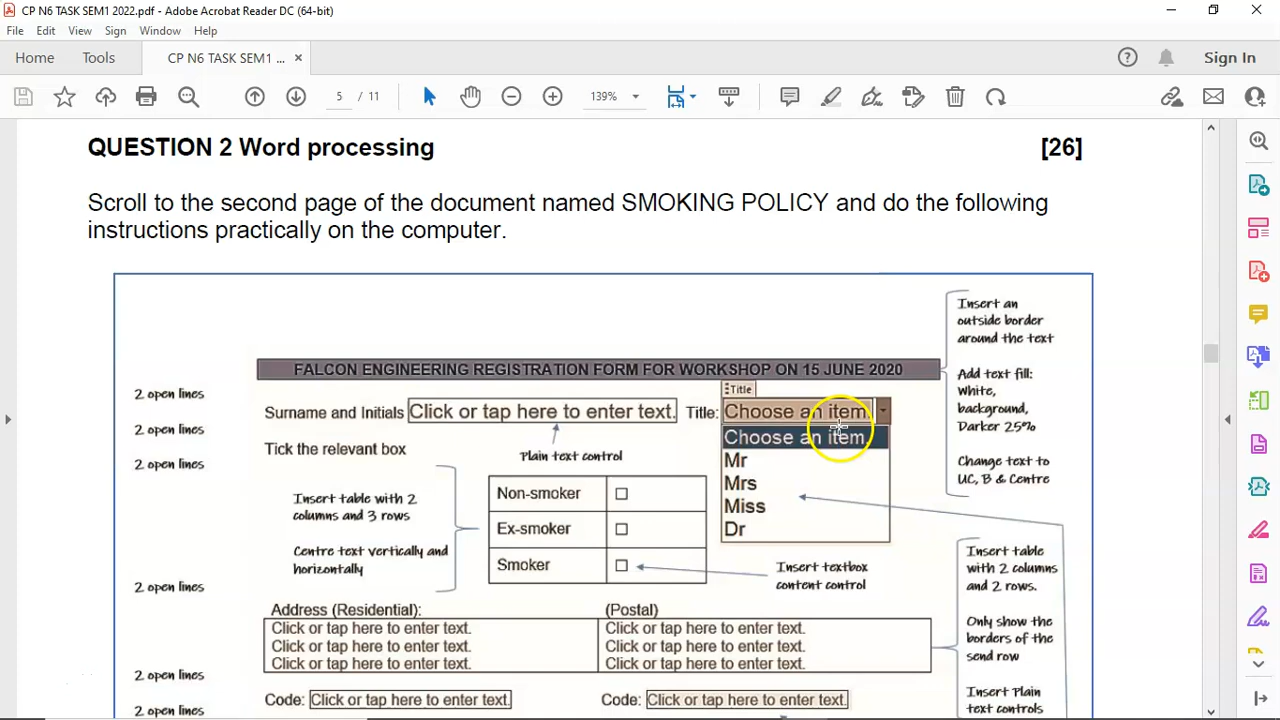 CP N6 TASK SEM1 2022.pdf - Adobe Acrobat Reader DC (64-bit)
File Edit View Sign Window Help
Home Tools CP N6 TASK SEM1 ... × Sign In
5 / 11 139%
QUESTION 2 Word processing [26]
Scroll to the second page of the document named SMOKING POLICY and do the following
instructions practically on the computer.
Insert an
outside border
around the text
Add text fill:
White,
background,
Darker 25%
Change text to
UC, B & Centre
FALCON ENGINEERING REGISTRATION FORM FOR WORKSHOP ON 15 JUNE 2020
2 open lines
Title
Surname and Initials Click or tap here to enter text. Title: Choose an item.
2 open lines
Choose an item.
Mr
Mrs
Miss
Dr
Tick the relevant box
Plain text control
2 open lines
Insert table with 2
columns and 3 rows
Centre text vertically and
horizontally
Non-smoker
Ex-smoker
Smoker
Insert textbox
content control
Insert table
with 2 columns
and 2 rows.
Only show the
borders of the
send row
Insert Plain
text controls
2 open lines
Address (Residential): (Postal)
Click or tap here to enter text. Click or tap here to enter text.
Click or tap here to enter text. Click or tap here to enter text.
Click or tap here to enter text. Click or tap here to enter text.
2 open lines
Code: Click or tap here to enter text. Code: Click or tap here to enter text.
2 open lines